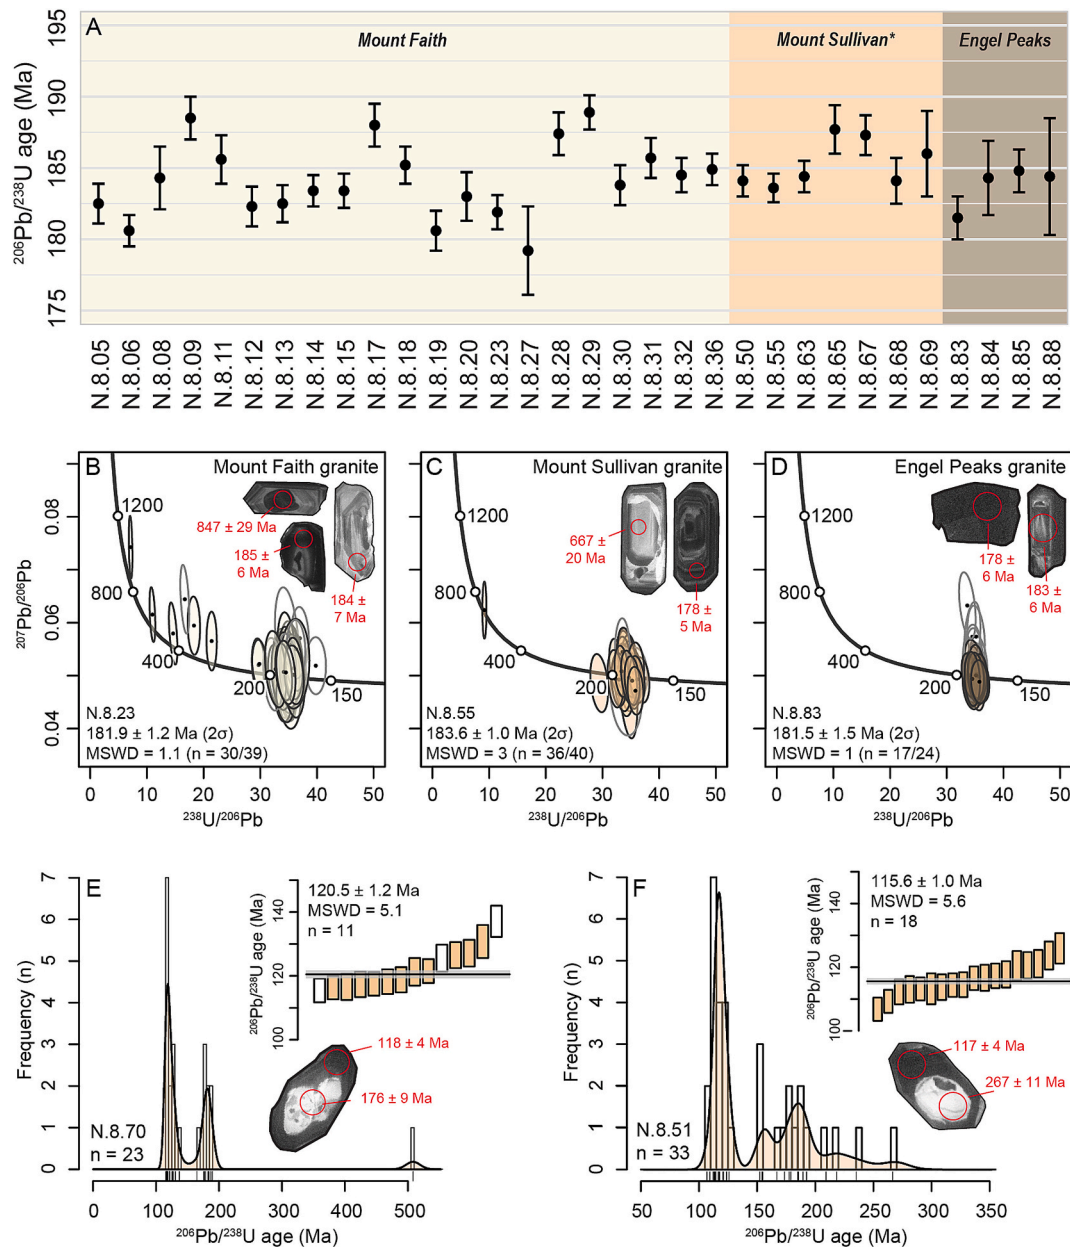 A
Mount Faith
Mount Sullivan*
Engel Peaks
²⁰⁶Pb/²³⁸U age (Ma)
195
190
185
180
175
N.8.05
N.8.06
N.8.08
N.8.09
N.8.11
N.8.12
N.8.13
N.8.14
N.8.15
N.8.17
N.8.18
N.8.19
N.8.20
N.8.23
N.8.27
N.8.28
N.8.29
N.8.30
N.8.31
N.8.32
N.8.36
N.8.50
N.8.55
N.8.63
N.8.65
N.8.67
N.8.68
N.8.69
N.8.83
N.8.84
N.8.85
N.8.88
B
Mount Faith granite
²⁰⁷Pb/²⁰⁶Pb
0.08
0.06
0.04
1200
800
400
200
150
847 ± 29 Ma
185 ±
6 Ma
184 ±
7 Ma
N.8.23
181.9 ± 1.2 Ma (2σ)
MSWD = 1.1 (n = 30/39)
0 10 20 30 40 50
²³⁸U/²⁰⁶Pb
C
Mount Sullivan granite
1200
800
400
200
150
667 ±
20 Ma
178 ±
5 Ma
N.8.55
183.6 ± 1.0 Ma (2σ)
MSWD = 3 (n = 36/40)
0 10 20 30 40 50
²³⁸U/²⁰⁶Pb
D
Engel Peaks granite
1200
800
400
200
150
178 ±
6 Ma
183 ±
6 Ma
N.8.83
181.5 ± 1.5 Ma (2σ)
MSWD = 1 (n = 17/24)
0 10 20 30 40 50
²³⁸U/²⁰⁶Pb
E
Frequency (n)
7
6
5
4
3
2
1
0
120.5 ± 1.2 Ma
MSWD = 5.1
n = 11
²⁰⁶Pb/²³⁸U age (Ma)
140
120
100
118 ± 4 Ma
176 ± 9 Ma
N.8.70
n = 23
0 100 200 300 400 500
²⁰⁶Pb/²³⁸U age (Ma)
F
Frequency (n)
7
6
5
4
3
2
1
0
115.6 ± 1.0 Ma
MSWD = 5.6
n = 18
²⁰⁶Pb/²³⁸U age (Ma)
140
120
100
117 ± 4 Ma
267 ± 11 Ma
N.8.51
n = 33
50 100 150 200 250 300 350
²⁰⁶Pb/²³⁸U age (Ma)